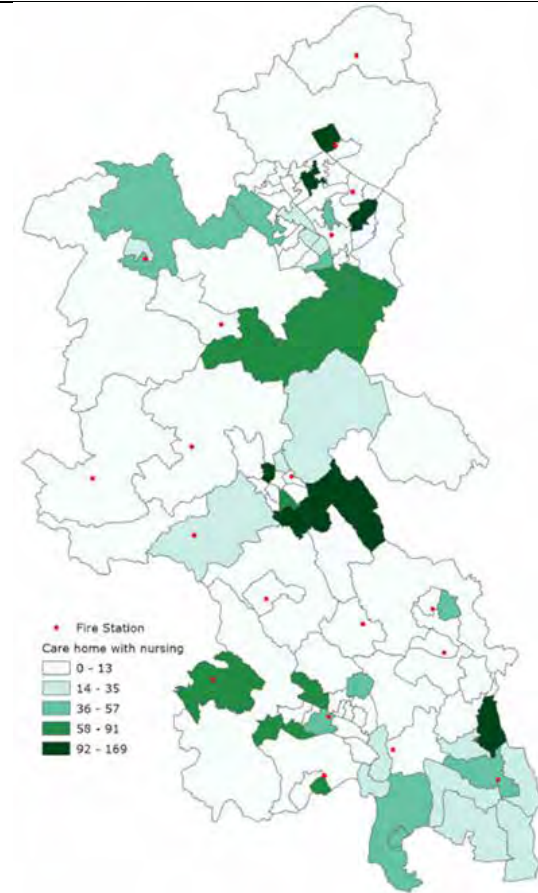 Fire Station
Care home with nursing
0 - 13
14 - 35
36 - 57
58 - 91
92 - 169